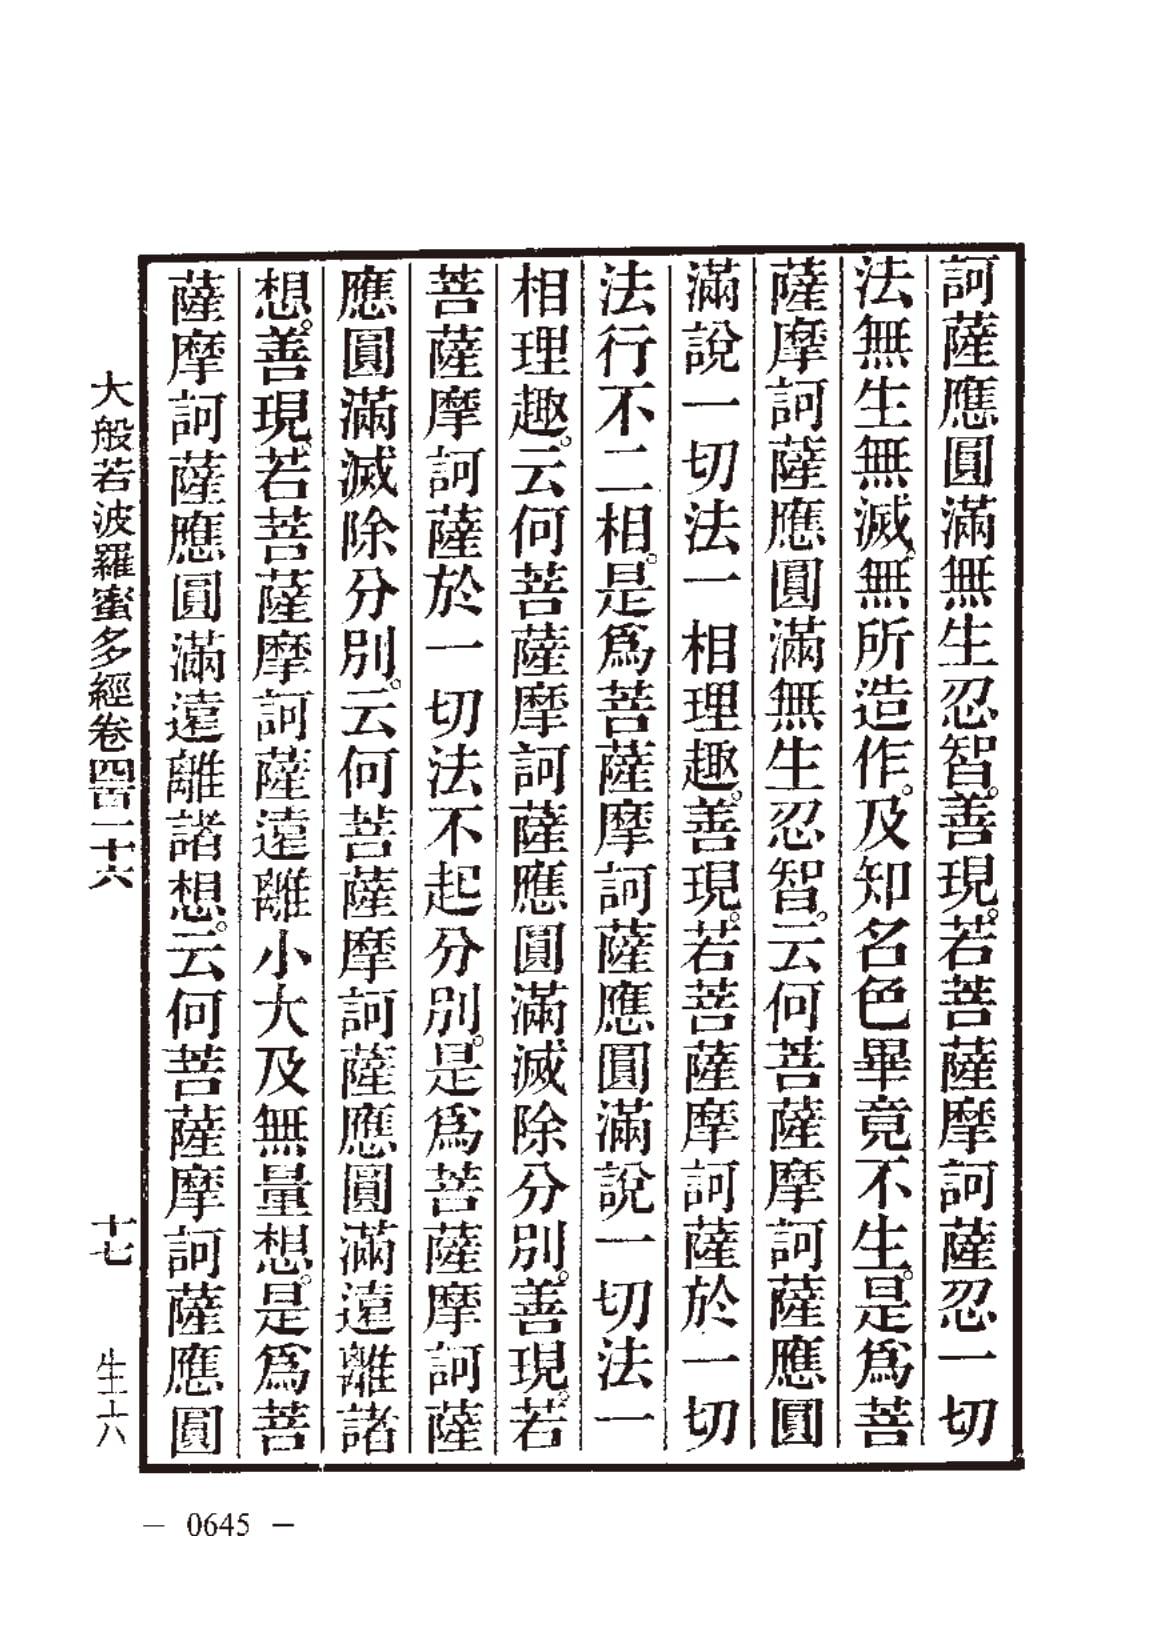 訶薩應圓滿無生忍智。善現。若菩薩摩訶薩忍一切
法無生無滅、無所造作。及知名色畢竟不生。是爲菩
薩摩訶薩應圓滿無生忍智。云何菩薩摩訶薩應圓
滿說一切法一相理趣。善現。若菩薩摩訶薩於一切
法行不二相。是爲菩薩摩訶薩應圓滿說一切法一
相理趣。云何菩薩摩訶薩應圓滿滅除分別。善現。若
菩薩摩訶薩於一切法不起分別。是爲菩薩摩訶薩
應圓滿滅除分別。云何菩薩摩訶薩應圓滿遠離諸
想。善現、若菩薩摩訶薩遠離小大及無量想。是爲菩
薩摩訶薩應圓滿遠離諸想。云何菩薩摩訶薩應圓
大般若波羅蜜多經卷四百一十六 十七 生六
— 0645 —